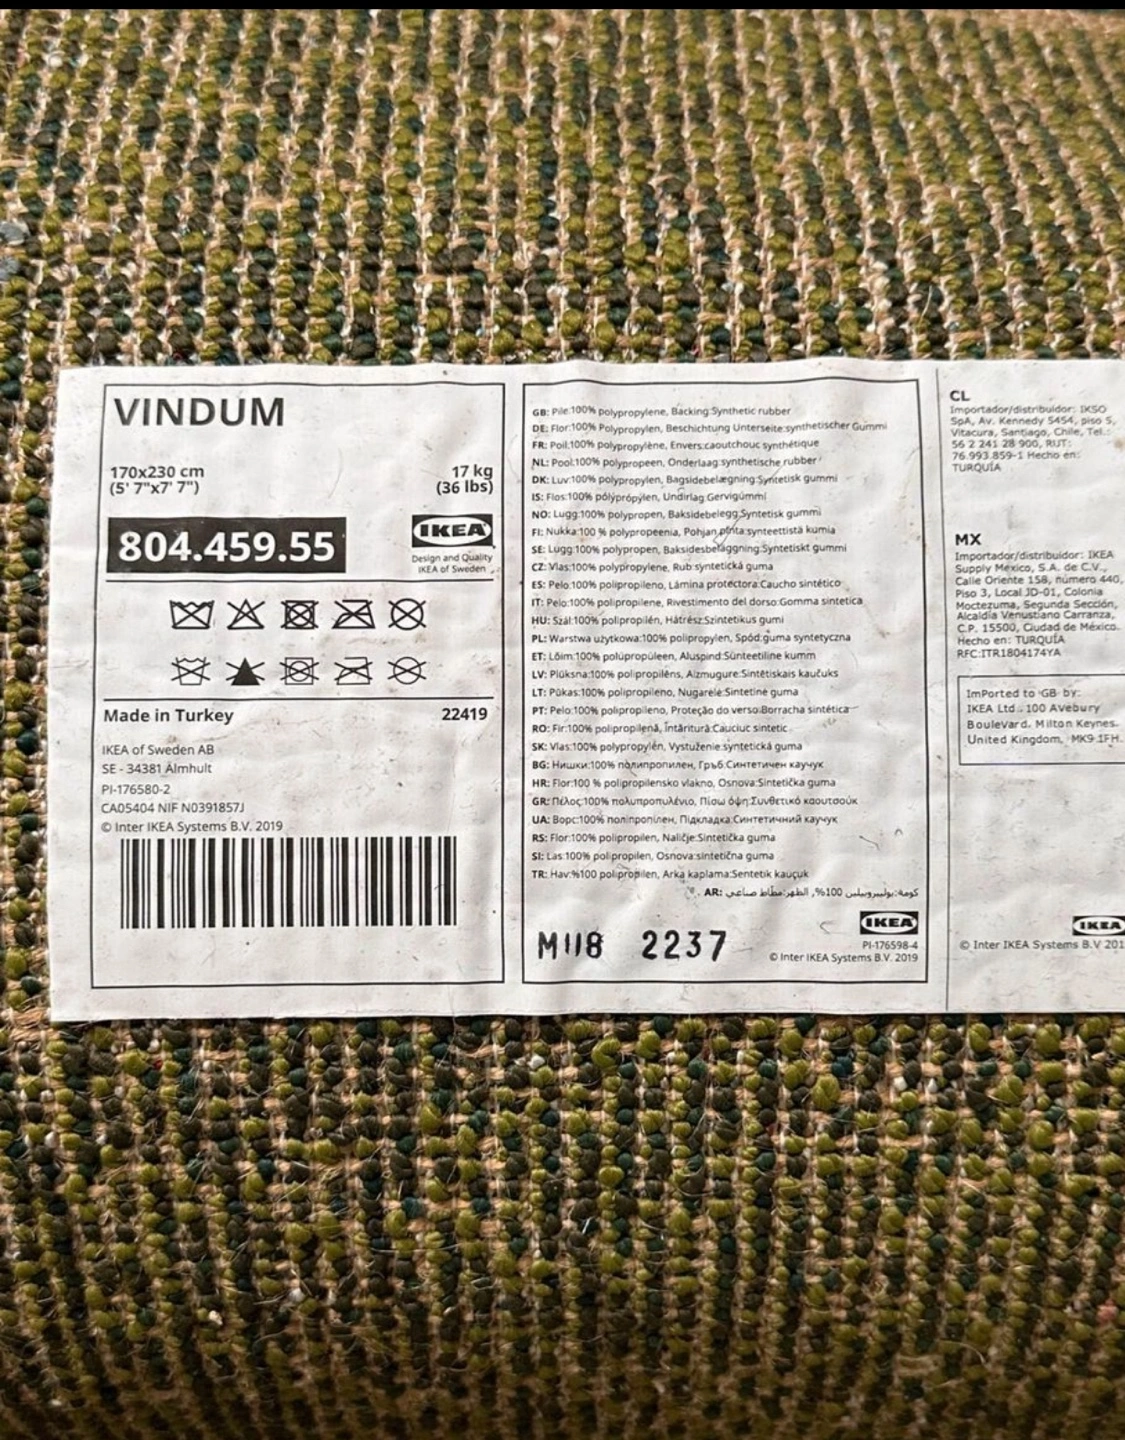 VINDUM
170x230 cm
(5' 7"x7' 7")
17 kg
(36 lbs)
804.459.55
IKEA
Design and Quality
IKEA of Sweden
Made in Turkey
22419
IKEA of Sweden AB
SE - 34381 Älmhult
PI-176580-2
CA05404 NIF N0391857J
© Inter IKEA Systems B.V. 2019
GB: Pile:100% polypropylene, Backing:Synthetic rubber
DE: Flor:100% Polypropylen, Beschichtung Unterseite:synthetischer Gummi
FR: Poil:100% polypropylène, Envers:caoutchouc synthétique
NL: Pool:100% propropeen, Onderlaag:synthetische rubber
DK: Luv:100% polypropylen, Bagsidebelægning:Syntetisk gummi
IS: Flos:100% pólýprópýlen, Undirlag Gervigúmmí
NO: Lugg:100% polypropen, Baksidebelegg:Syntetisk gummi
FI: Nukka:100 % polypropeenia, Pohjan pinta:synteettistä kumia
SE: Lugg:100% polypropen, Baksidesbeläggning:Syntetiskt gummi
CZ: Vlas:100% polypropylene, Rub:syntetická guma
ES: Pelo:100% polipropileno, Lámina protectora:Caucho sintético
IT: Pelo:100% polipropilene, Rivestimento del dorso:Gomma sintetica
HU: Szál:100% polipropilén, Hátrész:Szintetikus gumi
PL: Warstwa użytkowa:100% polipropylen, Spód:guma syntetyczna
ET: Lõim:100% polüpropüleen, Aluspind:Sünteetiline kumm
LV: Plūksna:100% polipropilēns, Aizmugure:Sintētiskais kaučuks
LT: Pūkas:100% polipropileno, Nugarėlė:Sintetinė guma
PT: Pelo:100% polipropileno, Proteção do verso:Borracha sintética
RO: Fir:100% polipropilenă, Întăritură:Cauciuc sintetic
SK: Vlas:100% polypropylén, Vystuženie:syntetická guma
BG: Нишки:100% полипропилен, Гръб:Синтетичен каучук
HR: Flor:100 % polipropilensko vlakno, Osnova:Sintetička guma
GR: Πέλος:100% πολυπροπυλένιο, Πίσω όψη:Συνθετικό καουτσούκ
UA: Ворс:100% поліпропілен, Підкладка:Синтетичний каучук
RS: Flor:100% polipropilen, Naličje:Sintetička guma
SI: Las:100% polipropilen, Osnova:sintetična guma
TR: Hav:%100 polipropilen, Arka kaplama:Sentetik kauçuk
AR: كومة:بوليبروبيلين 100%, الظهر:مطاط صناعي.
M118 2237
IKEA
PI-176598-4
© Inter IKEA Systems B.V. 2019
CL
Importador/distribuidor: IKSO
SpA, Av. Kennedy 5454, piso 5,
Vitacura, Santiago, Chile, Tel.:
56 2 241 28 900, RUT:
76.993.859-1 Hecho en:
TURQUÍA
MX
Importador/distribuidor: IKEA
Supply Mexico, S.A. de C.V.,
Calle Oriente 158, número 440,
Piso 3, Local JD-01, Colonia
Moctezuma, Segunda Sección,
Alcaldía Venustiano Carranza,
C.P. 15500, Ciudad de México.
Hecho en: TURQUÍA
RFC:ITR1804174YA
ImPorted to GB by:
IKEA Ltd. 100 Avebury
Boulevard. Milton Keynes.
United Kingdom, MK9 1FH.
IKEA
© Inter IKEA Systems B.V 201